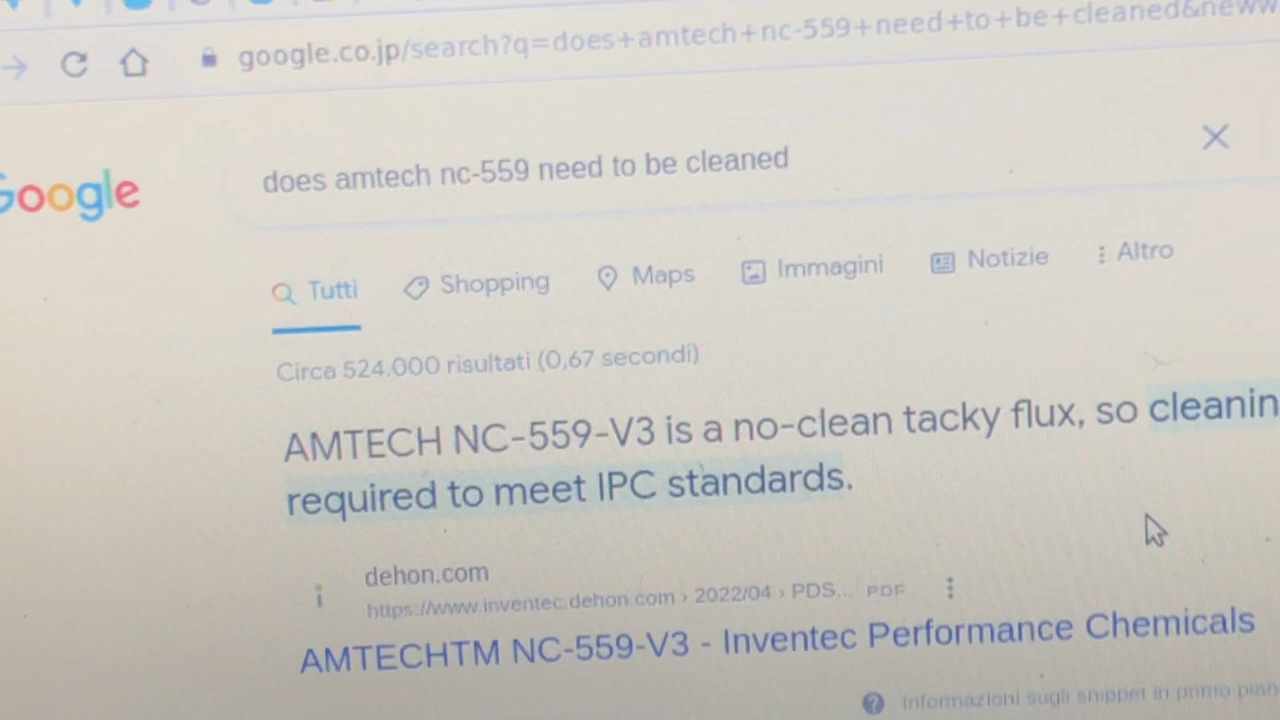 google.co.jp/search?q=does+amtech+nc-559+need+to+be+cleaned&neww
Google
does amtech nc-559 need to be cleaned
Tutti Shopping Maps Immagini Notizie Altro
Circa 524.000 risultati (0,67 secondi)
AMTECH NC-559-V3 is a no-clean tacky flux, so cleanin
required to meet IPC standards.
dehon.com
https://www.inventec.dehon.com › 2022/04 › PDS... PDF
AMTECHTM NC-559-V3 - Inventec Performance Chemicals
Informazioni sugli snippet in primo pian